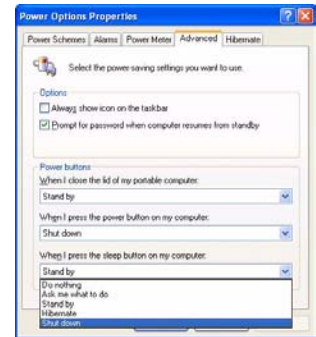 Power Options Properties
Power Schemes Alarms Power Meter Advanced Hibernate
Select the power-saving settings you want to use.
Options
Always show icon on the taskbar
Prompt for password when computer resumes from standby
Power buttons
When I close the lid of my portable computer:
Stand by
When I press the power button on my computer:
Shut down
When I press the sleep button on my computer:
Stand by
Do nothing
Ask me what to do
Stand by
Hibernate
Shut down